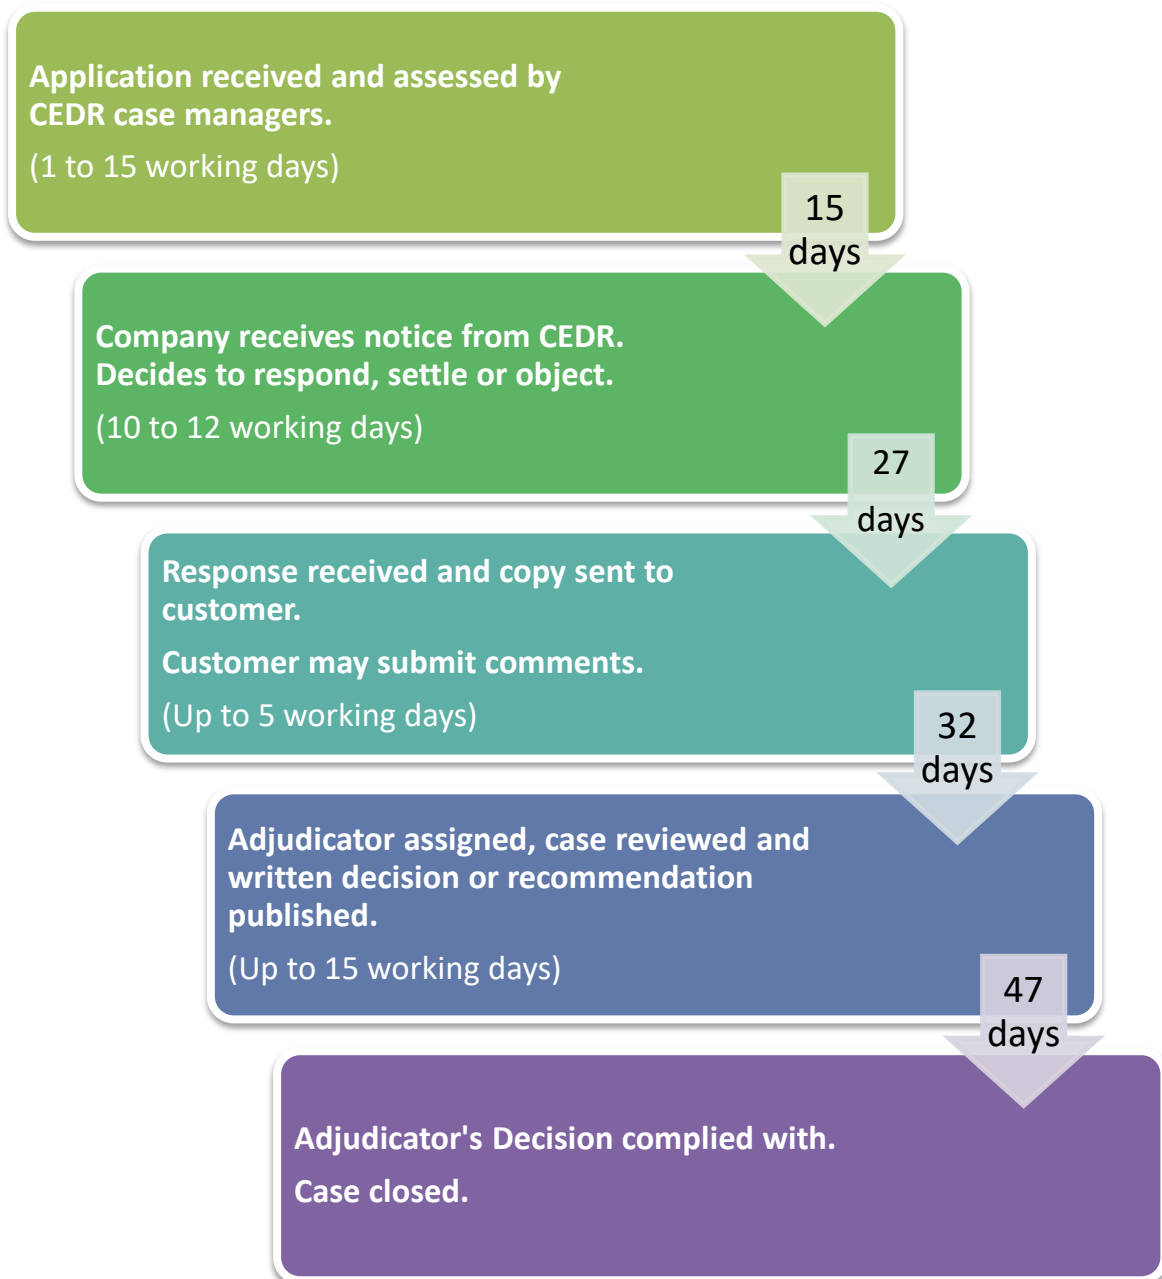 Application received and assessed by
CEDR case managers.
(1 to 15 working days)
15
days
Company receives notice from CEDR.
Decides to respond, settle or object.
(10 to 12 working days)
27
days
Response received and copy sent to
customer.
Customer may submit comments.
(Up to 5 working days)
32
days
Adjudicator assigned, case reviewed and
written decision or recommendation
published.
(Up to 15 working days)
47
days
Adjudicator's Decision complied with.
Case closed.